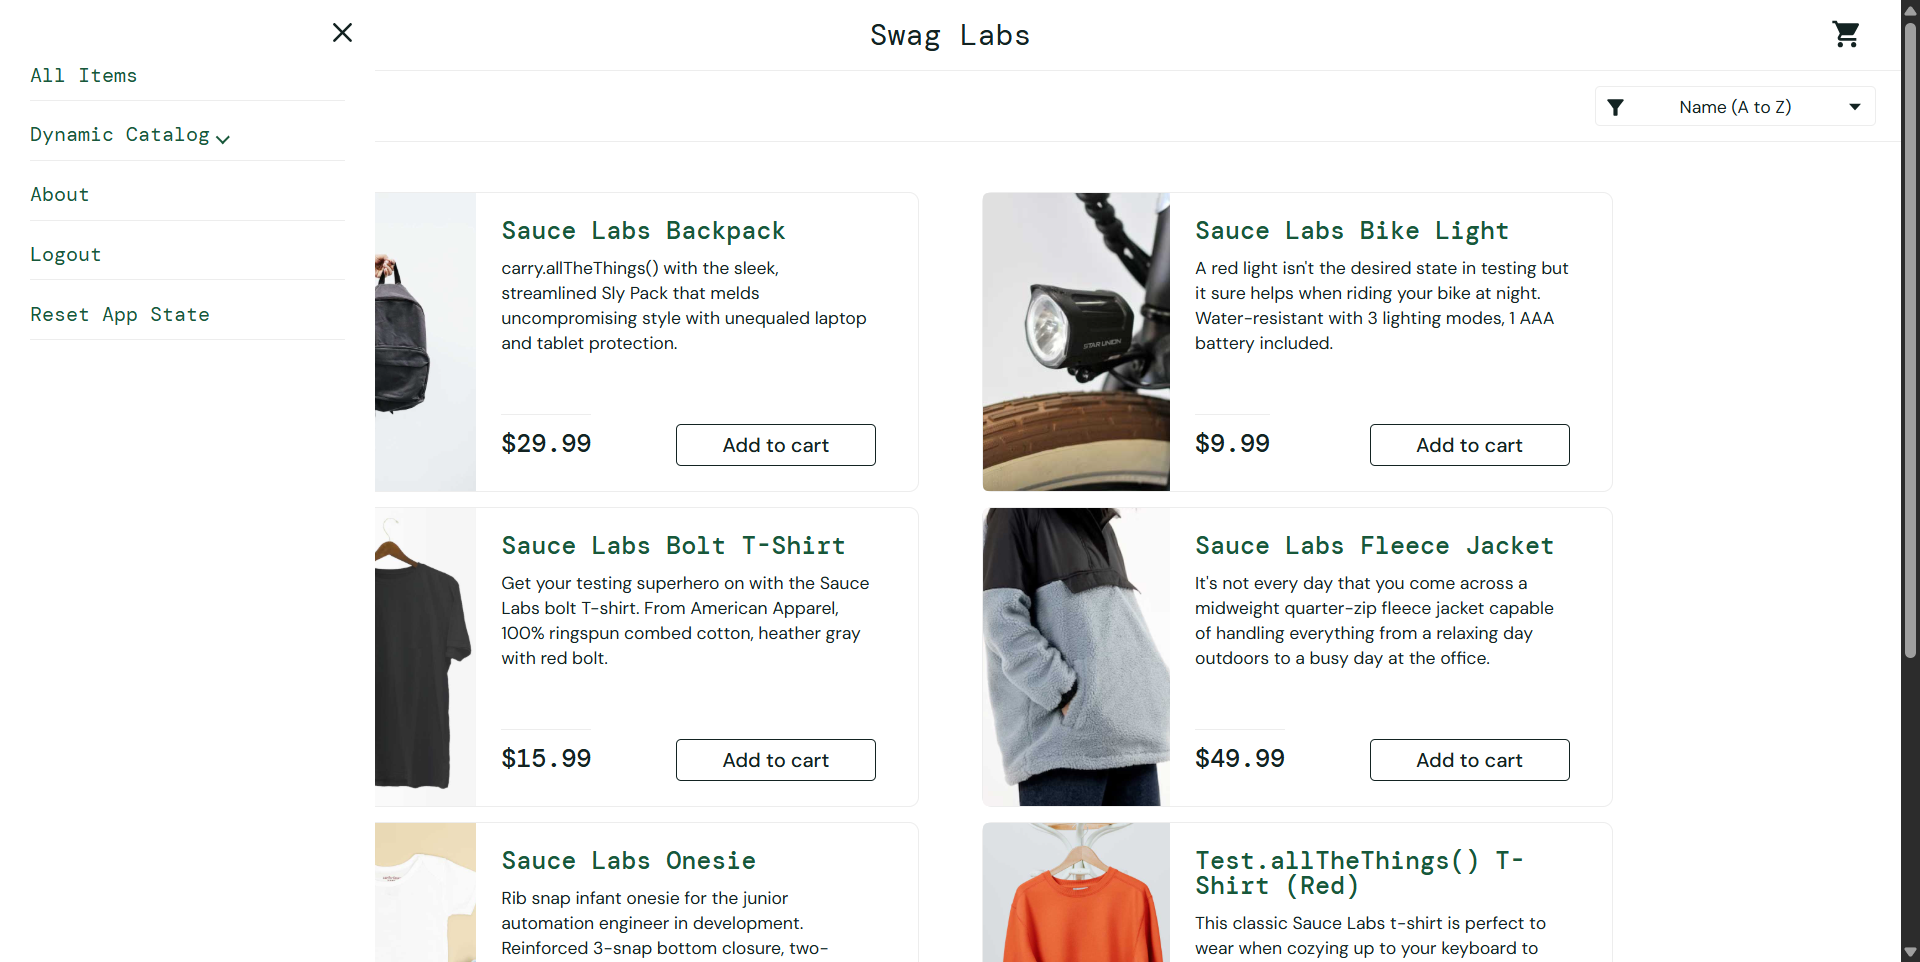 Swag Labs
All Items
Dynamic Catalog
About
Logout
Reset App State
Name (A to Z)
Sauce Labs Backpack
carry.allTheThings() with the sleek,
streamlined Sly Pack that melds
uncompromising style with unequaled laptop
and tablet protection.
$29.99
Add to cart
Sauce Labs Bike Light
A red light isn't the desired state in testing but
it sure helps when riding your bike at night.
Water-resistant with 3 lighting modes, 1 AAA
battery included.
STAR UNION
$9.99
Add to cart
Sauce Labs Bolt T-Shirt
Get your testing superhero on with the Sauce
Labs bolt T-shirt. From American Apparel,
100% ringspun combed cotton, heather gray
with red bolt.
$15.99
Add to cart
Sauce Labs Fleece Jacket
It's not every day that you come across a
midweight quarter-zip fleece jacket capable
of handling everything from a relaxing day
outdoors to a busy day at the office.
$49.99
Add to cart
Sauce Labs Onesie
Rib snap infant onesie for the junior
automation engineer in development.
Reinforced 3-snap bottom closure, two-
Test.allTheThings() T-
Shirt (Red)
This classic Sauce Labs t-shirt is perfect to
wear when cozying up to your keyboard to